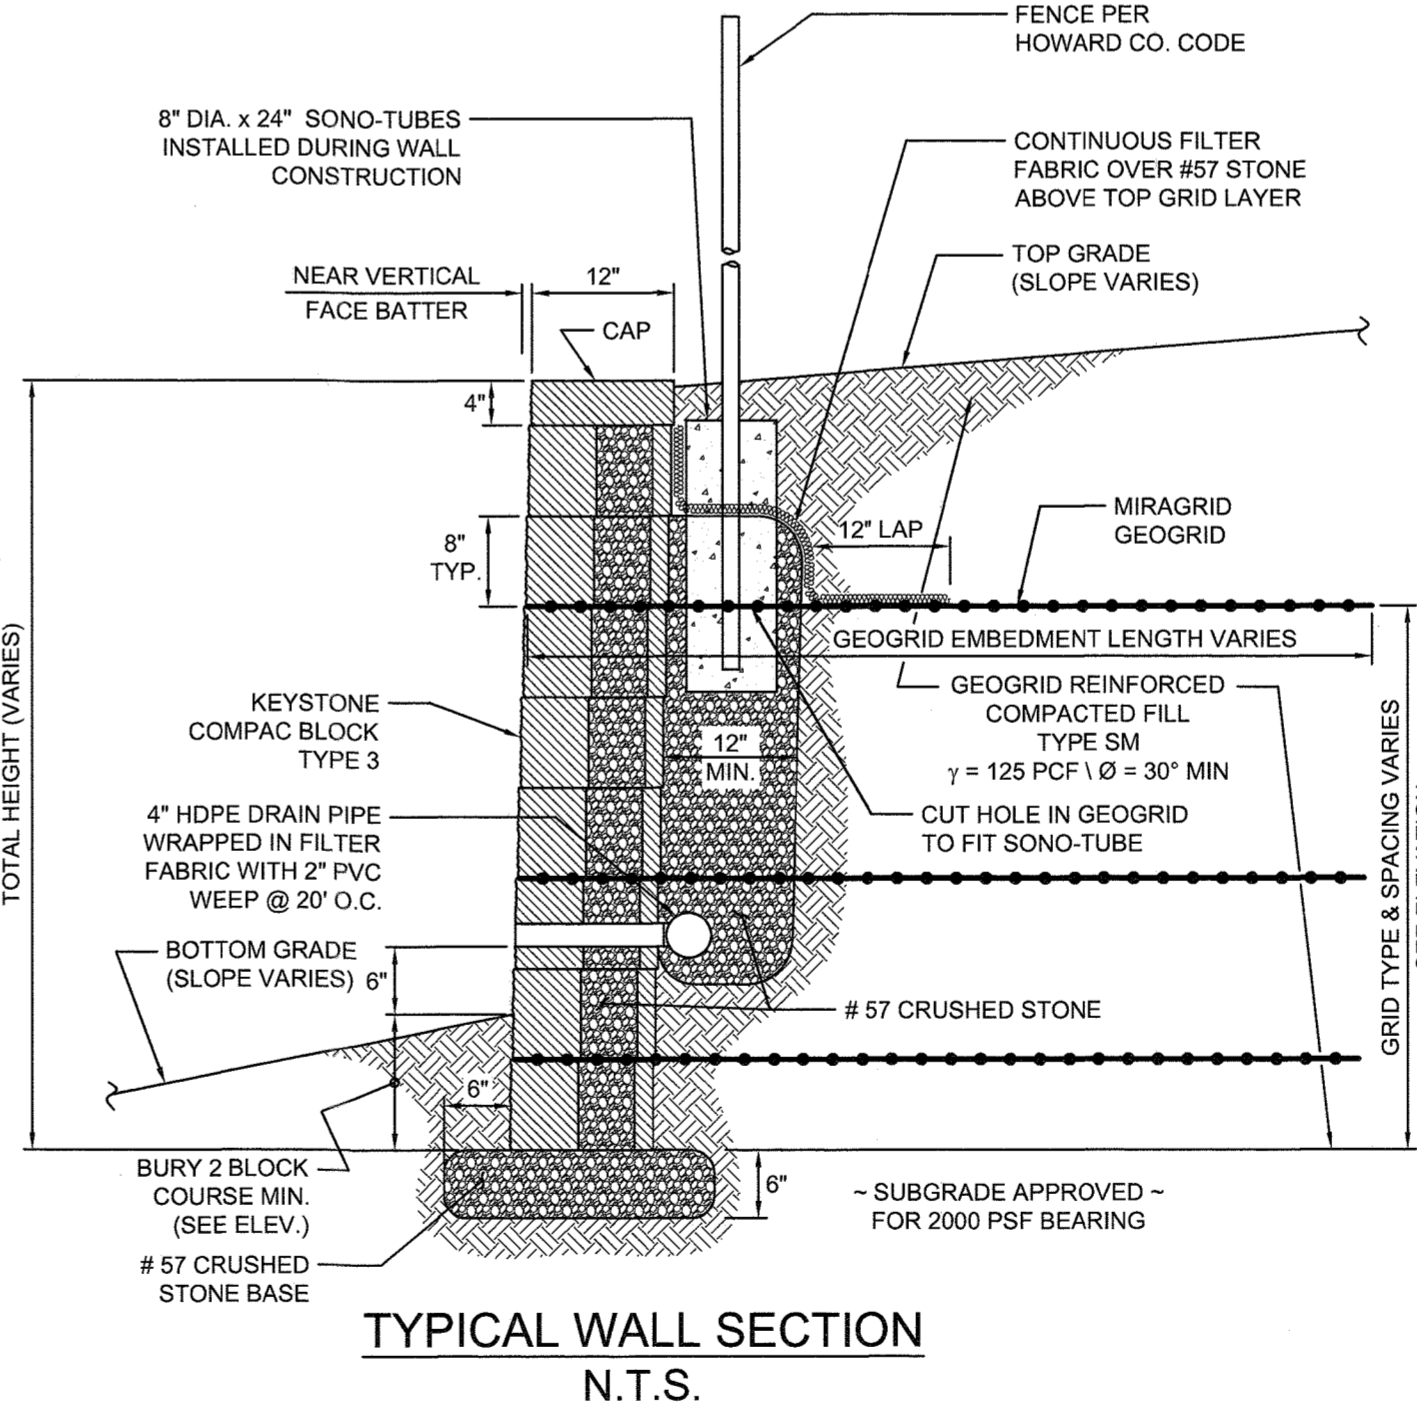 FENCE PER
HOWARD CO. CODE
8" DIA. x 24" SONO-TUBES
INSTALLED DURING WALL
CONSTRUCTION
CONTINUOUS FILTER
FABRIC OVER #57 STONE
ABOVE TOP GRID LAYER
TOP GRADE
(SLOPE VARIES)
NEAR VERTICAL
FACE BATTER
12"
CAP
4"
8"
TYP.
12" LAP
MIRAGRID
GEOGRID
GEOGRID EMBEDMENT LENGTH VARIES
TOTAL HEIGHT (VARIES)
KEYSTONE
COMPAC BLOCK
TYPE 3
12"
MIN.
GEOGRID REINFORCED
COMPACTED FILL
TYPE SM
γ = 125 PCF \ Ø = 30° MIN
CUT HOLE IN GEOGRID
TO FIT SONO-TUBE
4" HDPE DRAIN PIPE
WRAPPED IN FILTER
FABRIC WITH 2" PVC
WEEP @ 20' O.C.
GRID TYPE & SPACING VARIES
BOTTOM GRADE
(SLOPE VARIES)
6"
# 57 CRUSHED STONE
6"
BURY 2 BLOCK
COURSE MIN.
(SEE ELEV.)
6"
~ SUBGRADE APPROVED ~
FOR 2000 PSF BEARING
# 57 CRUSHED
STONE BASE
TYPICAL WALL SECTION
N.T.S.